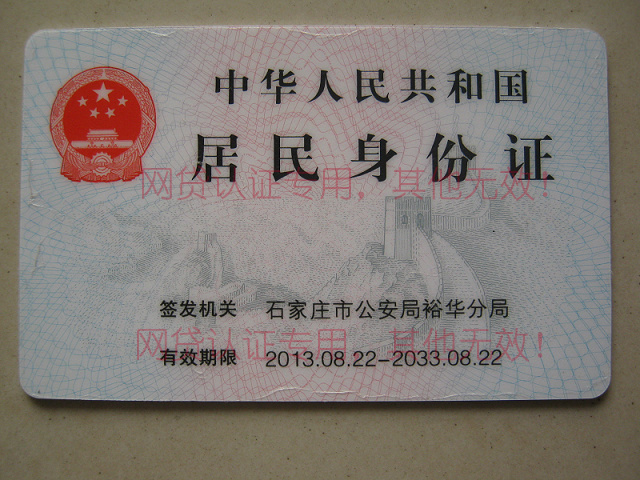 中华人民共和国
居民身份证
网贷认证专用，其他无效！
签发机关 石家庄市公安局裕华分局
网贷认证专用，其他无效！
有效期限 2013.08.22-2033.08.22